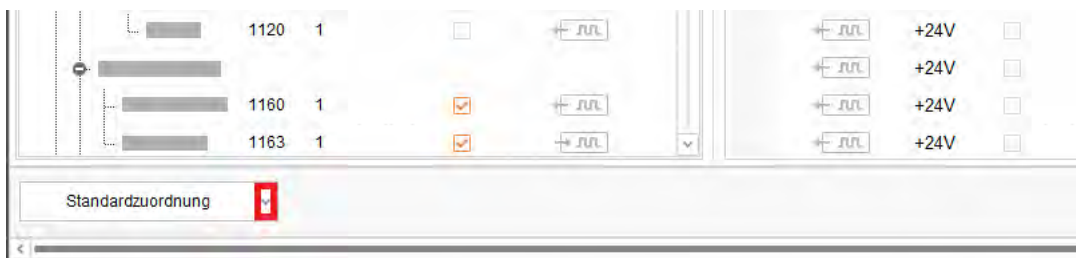 1120 1 +24V
+24V
1160 1 +24V
1163 1 +24V
Standardzuordnung